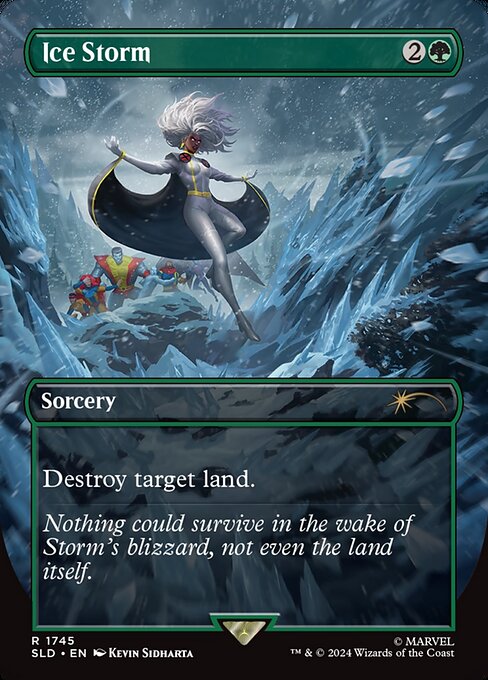 Ice Storm 2
Sorcery
Destroy target land.
Nothing could survive in the wake of
Storm's blizzard, not even the land
itself.
R 1745 © MARVEL
SLD • EN Kevin Sidharta ™ & © 2024 Wizards of the Coast